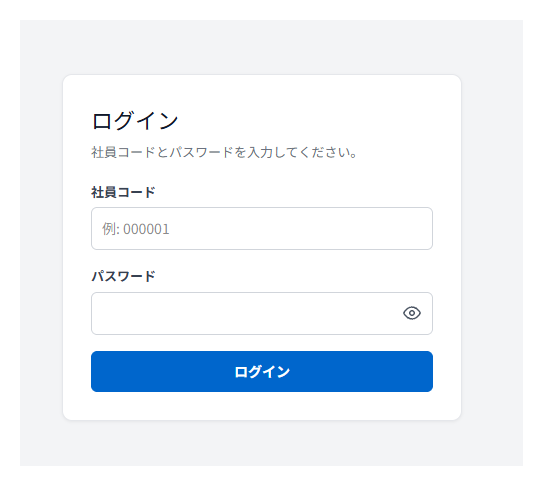 ログイン
社員コードとパスワードを入力してください。
社員コード
例: 000001
パスワード
ログイン